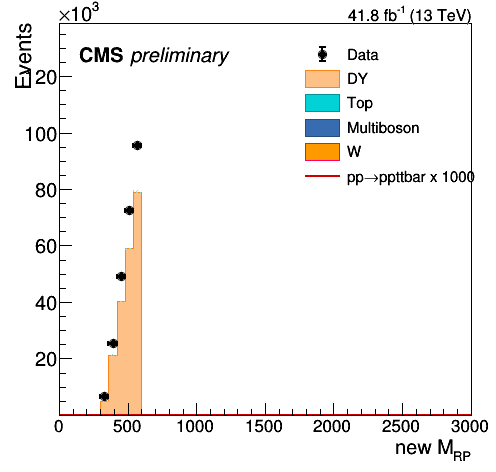 ×10³
41.8 fb⁻¹ (13 TeV)
Events
CMS preliminary
Data
DY
Top
Multiboson
W
pp→ppttbar x 1000
120
100
80
60
40
20
0 500 1000 1500 2000 2500 3000
new M_RP